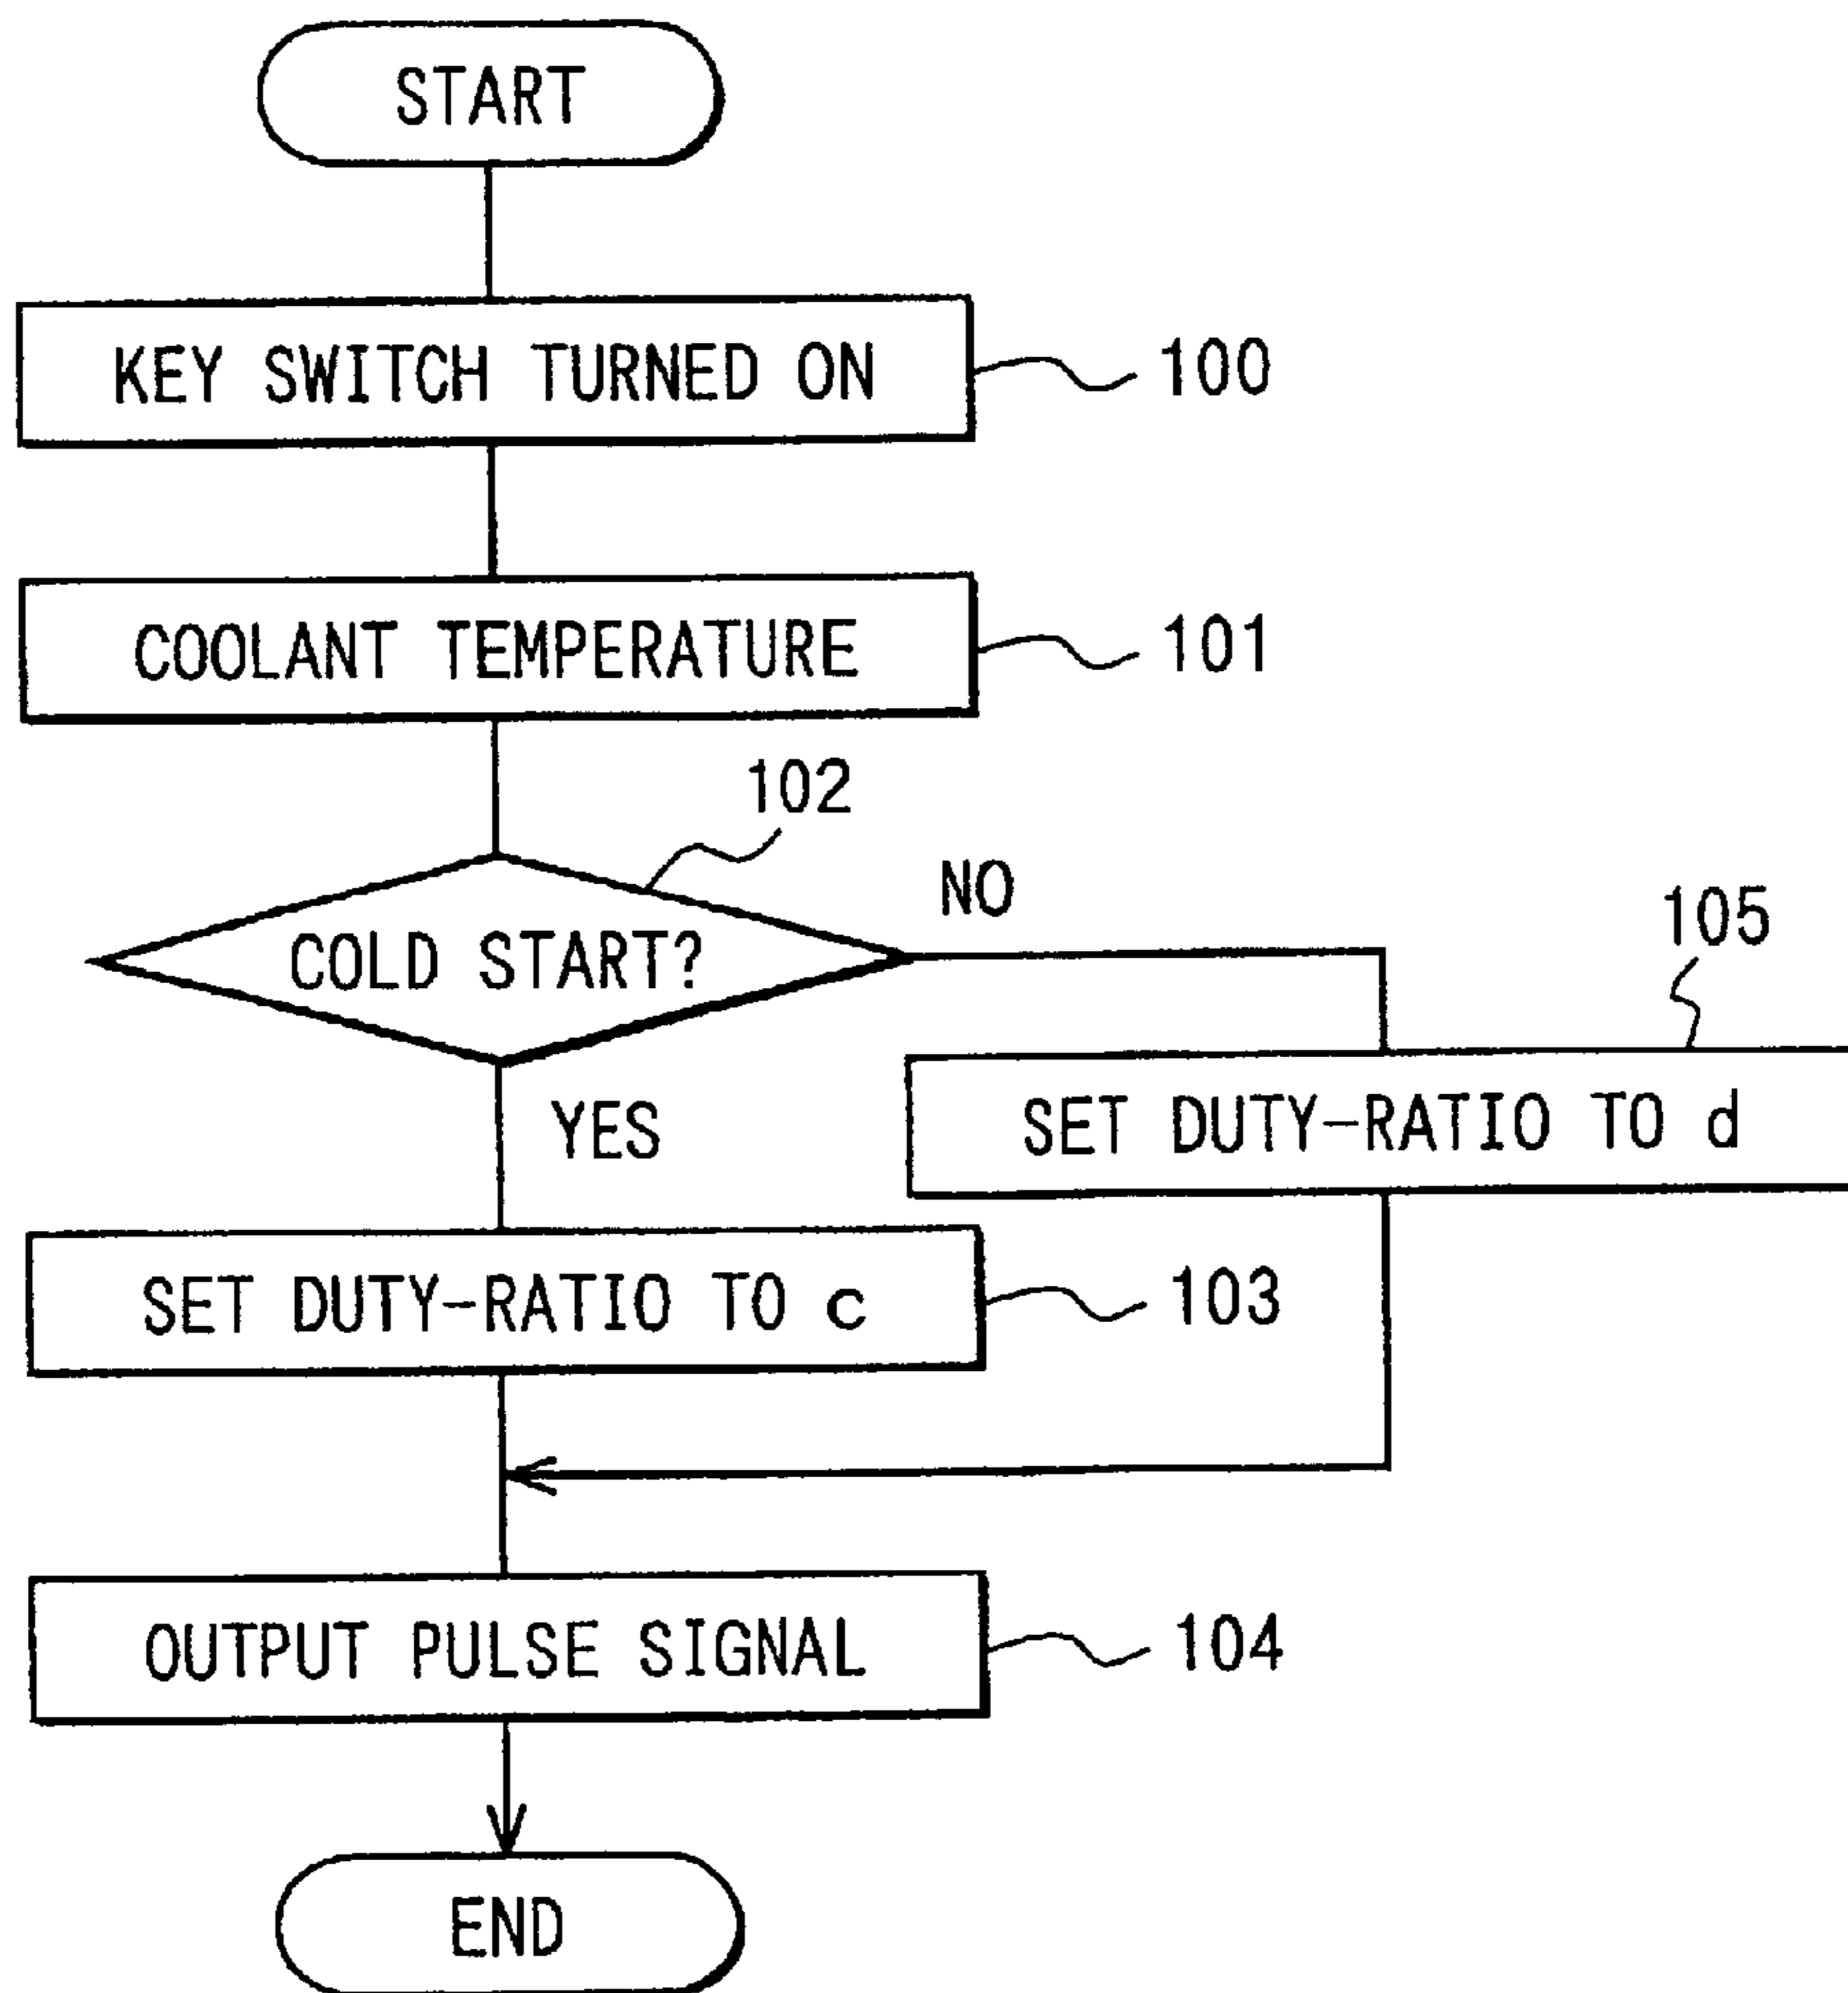 START
KEY SWITCH TURNED ON
100
COOLANT TEMPERATURE
101
102
COLD START?
NO
105
YES
SET DUTY-RATIO TO d
SET DUTY-RATIO TO c
103
OUTPUT PULSE SIGNAL
104
END